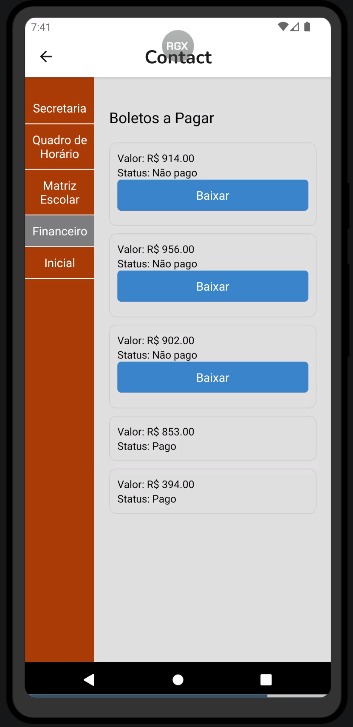 7:41
RGX
Contact
Secretaria
Quadro de
Horário
Matriz
Escolar
Financeiro
Inicial
Boletos a Pagar
Valor: R$ 914.00
Status: Não pago
Baixar
Valor: R$ 956.00
Status: Não pago
Baixar
Valor: R$ 902.00
Status: Não pago
Baixar
Valor: R$ 853.00
Status: Pago
Valor: R$ 394.00
Status: Pago